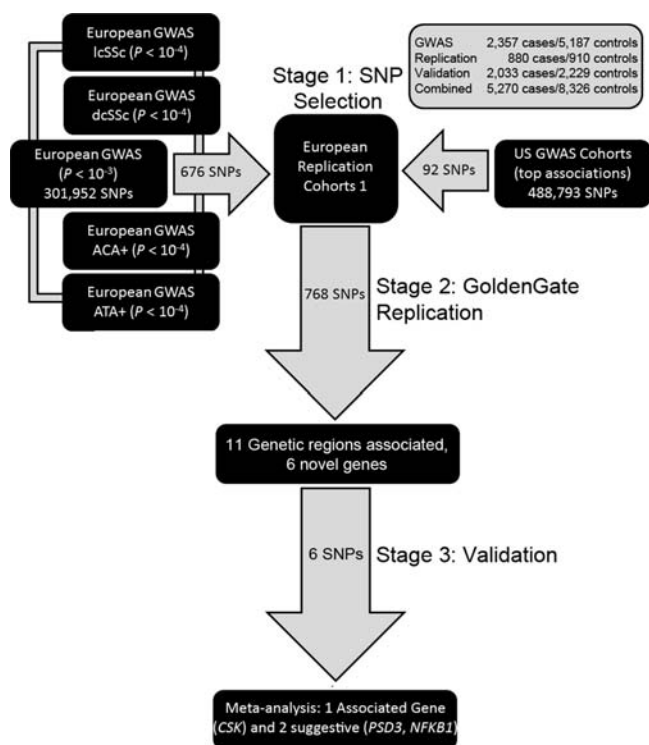 European GWAS
lcSSc (P < 10⁻⁴)
European GWAS
dcSSc (P < 10⁻⁴)
European GWAS
(P < 10⁻³)
301,952 SNPs
European GWAS
ACA+ (P < 10⁻⁴)
European GWAS
ATA+ (P < 10⁻⁴)
676 SNPs
Stage 1: SNP
Selection
European
Replication
Cohorts 1
GWAS 2,357 cases/5,187 controls
Replication 880 cases/910 controls
Validation 2,033 cases/2,229 controls
Combined 5,270 cases/8,326 controls
92 SNPs
US GWAS Cohorts
(top associations)
488,793 SNPs
768 SNPs
Stage 2: GoldenGate
Replication
11 Genetic regions associated,
6 novel genes
6 SNPs
Stage 3: Validation
Meta-analysis: 1 Associated Gene
(CSK) and 2 suggestive (PSD3, NFKB1)